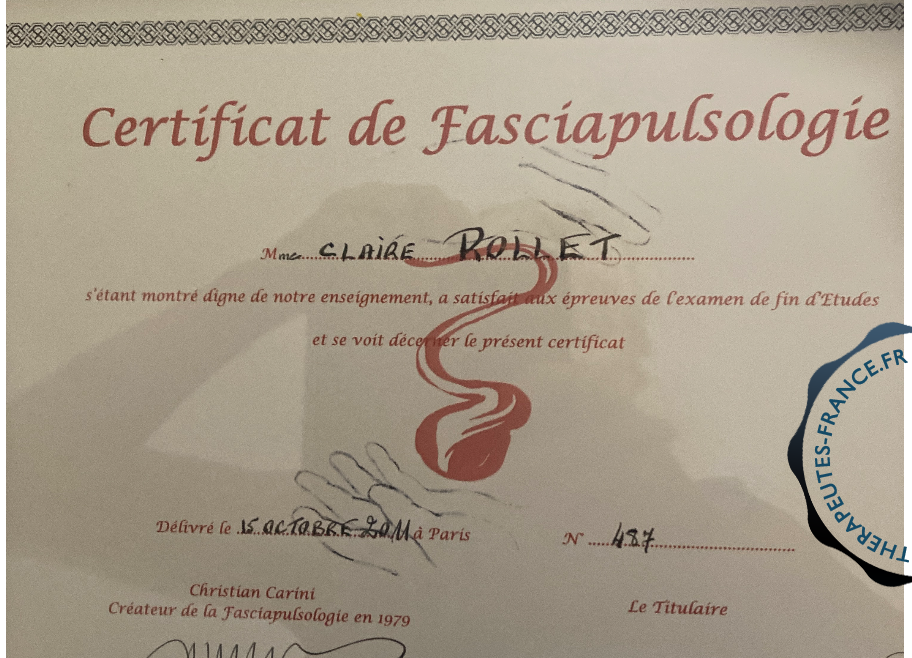 Certificat de Fasciapulsologie
Mme CLAIRE ROLLET
s'étant montré digne de notre enseignement, a satisfait aux épreuves de l'examen de fin d'Etudes
et se voit décerner le présent certificat
Délivré le 15 OCTOBRE 2011 à Paris N° 487
Christian Carini
Créateur de la Fasciapulsologie en 1979
Le Titulaire
THERAPEUTES-FRANCE.FR